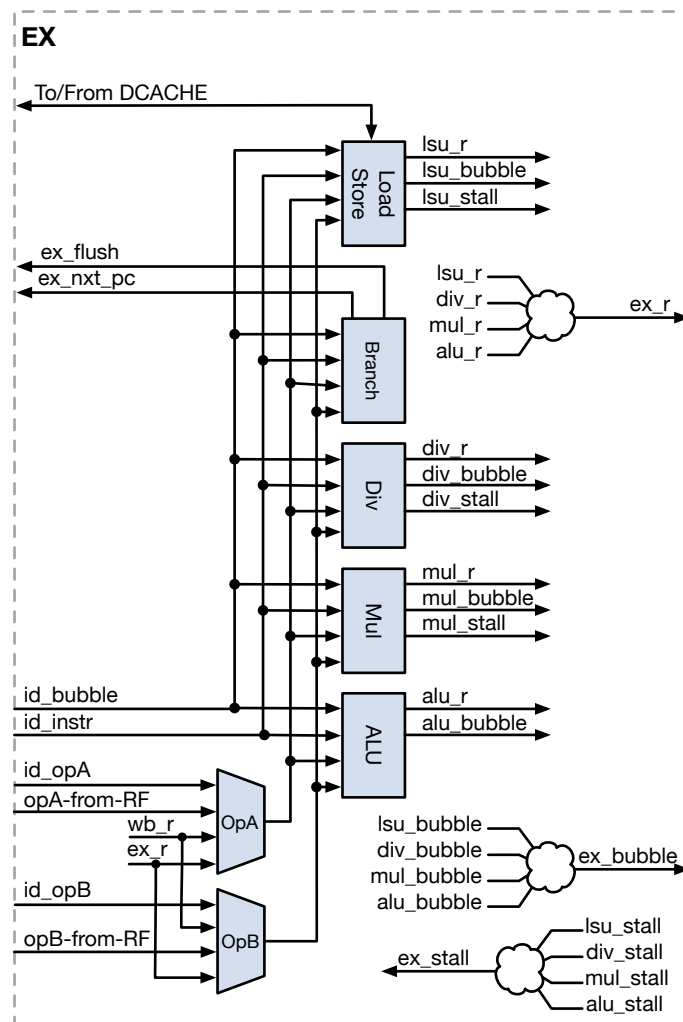 EX
To/From DCACHE
lsu_r
lsu_bubble
lsu_stall
Load
Store
ex_flush
ex_nxt_pc
lsu_r
div_r
mul_r
alu_r
ex_r
Branch
div_r
div_bubble
div_stall
Div
mul_r
mul_bubble
mul_stall
Mul
id_bubble
id_instr
alu_r
alu_bubble
ALU
id_opA
opA-from-RF
wb_r
ex_r
OpA
lsu_bubble
div_bubble
mul_bubble
alu_bubble
ex_bubble
id_opB
opB-from-RF
OpB
ex_stall
lsu_stall
div_stall
mul_stall
alu_stall